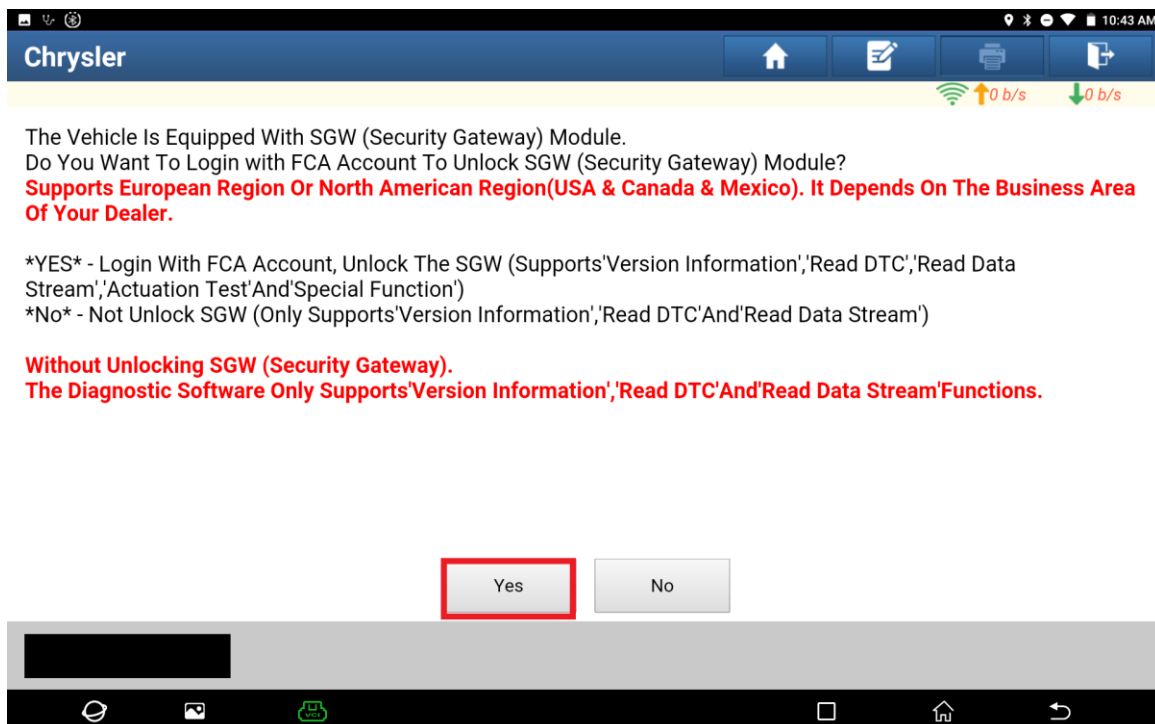 10:43 AM
Chrysler
0 b/s 0 b/s
The Vehicle Is Equipped With SGW (Security Gateway) Module.
Do You Want To Login with FCA Account To Unlock SGW (Security Gateway) Module?
Supports European Region Or North American Region(USA & Canada & Mexico). It Depends On The Business Area
Of Your Dealer.
*YES* - Login With FCA Account, Unlock The SGW (Supports'Version Information','Read DTC','Read Data
Stream','Actuation Test'And'Special Function')
*No* - Not Unlock SGW (Only Supports'Version Information','Read DTC'And'Read Data Stream')
Without Unlocking SGW (Security Gateway).
The Diagnostic Software Only Supports'Version Information','Read DTC'And'Read Data Stream'Functions.
Yes No
VCI